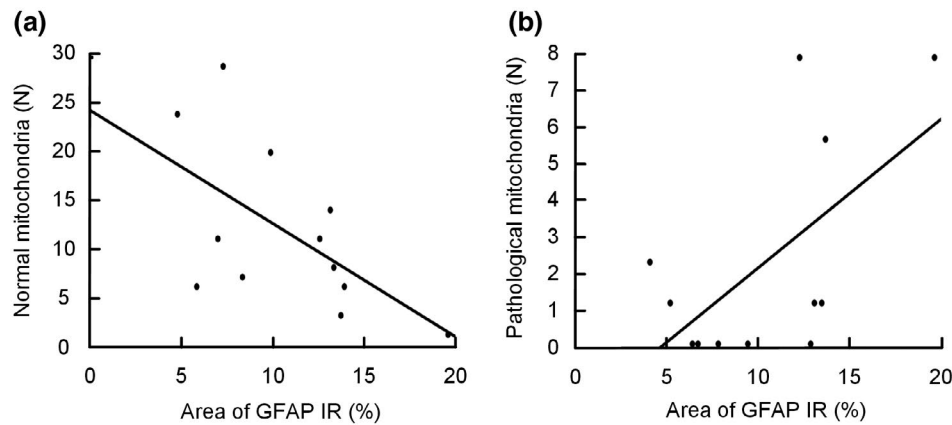 (a)
Normal mitochondria (N)
30
25
20
15
10
5
0
0 5 10 15 20
Area of GFAP IR (%)
(b)
Pathological mitochondria (N)
8
7
6
5
4
3
2
1
0
0 5 10 15 20
Area of GFAP IR (%)